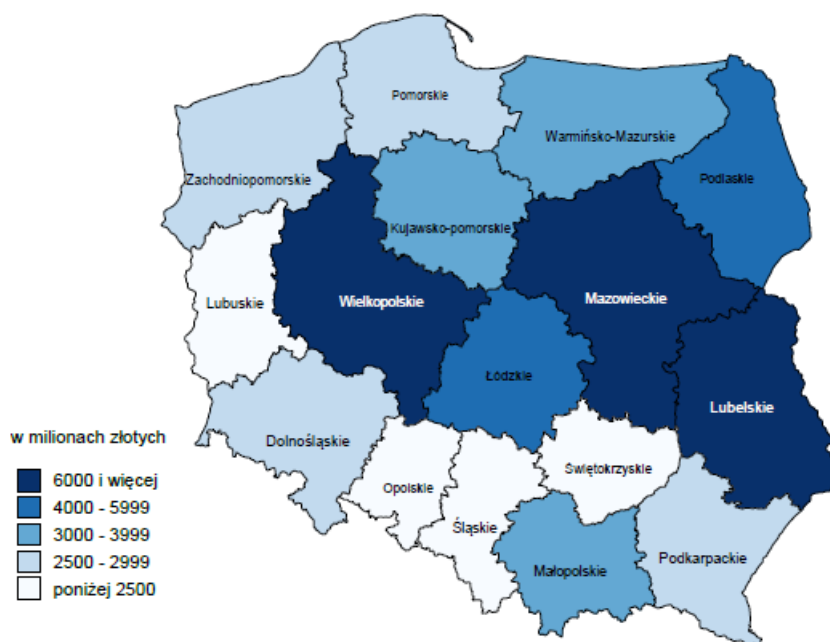 Pomorskie
Warmińsko-Mazurskie
Zachodniopomorskie
Podlaskie
Kujawsko-pomorskie
Lubuskie
Wielkopolskie
Mazowieckie
Łódzkie
Lubelskie
w milionach złotych
Dolnośląskie
Opolskie
Świętokrzyskie
Śląskie
Podkarpackie
Małopolskie
6000 i więcej
4000 - 5999
3000 - 3999
2500 - 2999
poniżej 2500